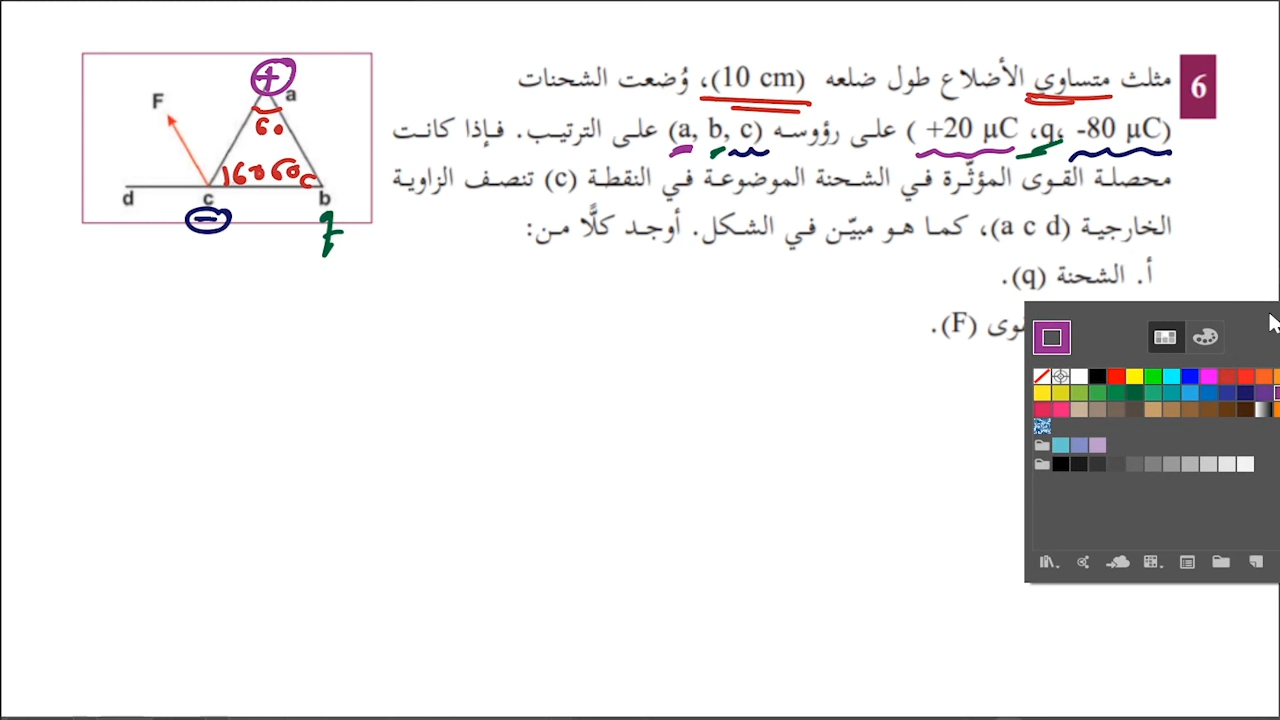 6
مثلث متساوي الأضلاع طول ضلعه (10 cm)، وُضعت الشحنات
(+20 µC ،q، -80 µC) على رؤوسه (a, b, c) على الترتيب. فإذا كانت
محصلة القوى المؤثّرة في الشحنة الموضوعة في النقطة (c) تنصف الزاوية
الخارجية (a c d)، كما هو مبيّن في الشكل. أوجد كلًّا من:
أ. الشحنة (q).
(F).
+
a
F
60
60
d
c
b
−